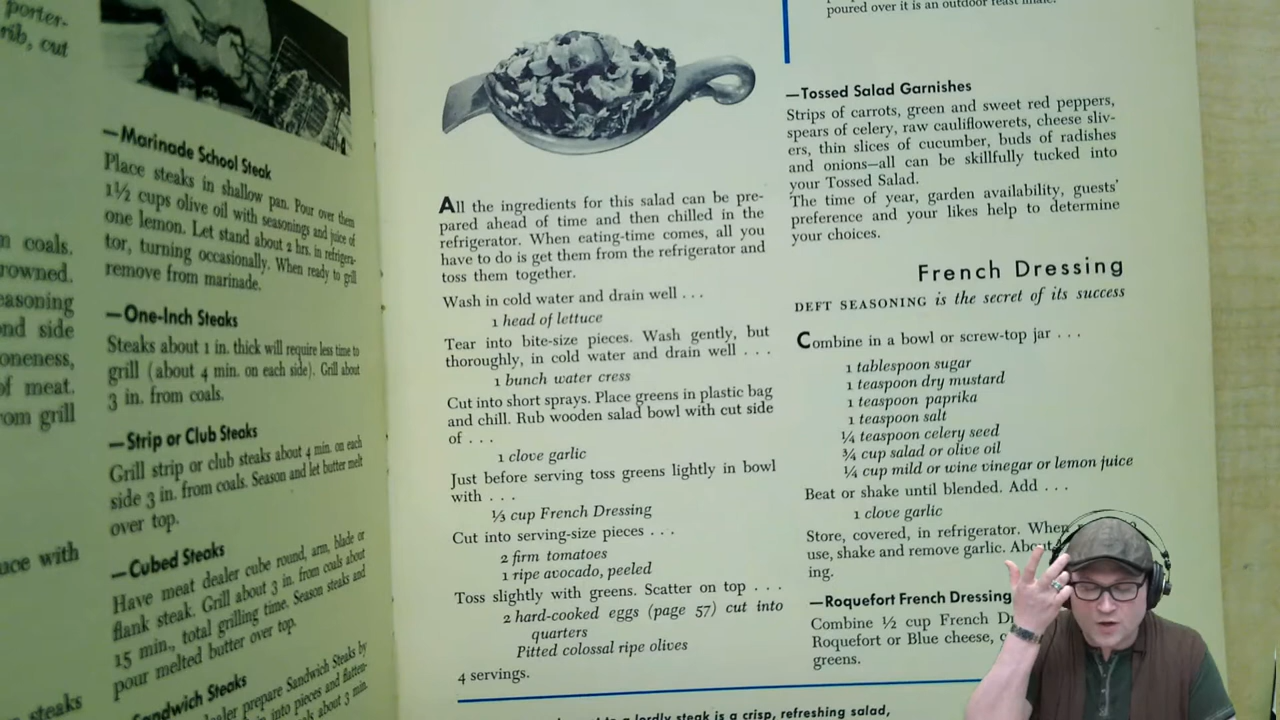 porter-
rib, cut
n coals.
rowned.
easoning
nd side
oneness,
of meat.
rom grill
uce with
steaks
—Marinade School Steak
Place steaks in shallow pan. Pour over them
1½ cups olive oil with seasonings and juice of
one lemon. Let stand about 2 hrs. in refrigera-
tor, turning occasionally. When ready to grill
remove from marinade.
—One-Inch Steaks
Steaks about 1 in. thick will require less time to
grill (about 4 min. on each side). Grill about
3 in. from coals.
—Strip or Club Steaks
Grill strip or club steaks about 4 min. on each
side 3 in. from coals. Season and let butter melt
over top.
—Cubed Steaks
Have meat dealer cube round, arm, blade or
flank steak. Grill about 3 in. from coals about
15 min., total grilling time. Season steaks and
pour melted butter over top.
Sandwich Steaks
dealer prepare Sandwich Steaks by
into pieces and flatten-
about 3 min.
All the ingredients for this salad can be pre-
pared ahead of time and then chilled in the
refrigerator. When eating-time comes, all you
have to do is get them from the refrigerator and
toss them together.
Wash in cold water and drain well . . .
1 head of lettuce
Tear into bite-size pieces. Wash gently, but
thoroughly, in cold water and drain well . . .
1 bunch water cress
Cut into short sprays. Place greens in plastic bag
and chill. Rub wooden salad bowl with cut side
of . . .
1 clove garlic
Just before serving toss greens lightly in bowl
with . . .
⅓ cup French Dressing
Cut into serving-size pieces . . .
2 firm tomatoes
1 ripe avocado, peeled
Toss slightly with greens. Scatter on top . . .
2 hard-cooked eggs (page 57) cut into
quarters
Pitted colossal ripe olives
4 servings.
to a lordly steak is a crisp, refreshing salad,
poured over it is an outdoor feast
—Tossed Salad Garnishes
Strips of carrots, green and sweet red peppers,
spears of celery, raw cauliflowerets, cheese sliv-
ers, thin slices of cucumber, buds of radishes
and onions—all can be skillfully tucked into
your Tossed Salad.
The time of year, garden availability, guests'
preference and your likes help to determine
your choices.
French Dressing
DEFT SEASONING is the secret of its success
Combine in a bowl or screw-top jar . . .
1 tablespoon sugar
1 teaspoon dry mustard
1 teaspoon paprika
1 teaspoon salt
¼ teaspoon celery seed
¾ cup salad or olive oil
¼ cup mild or wine vinegar or lemon juice
Beat or shake until blended. Add . . .
1 clove garlic
Store, covered, in refrigerator. When
use, shake and remove garlic. About
ing.
—Roquefort French Dressing
Combine ½ cup French
Roquefort or Blue cheese,
greens.